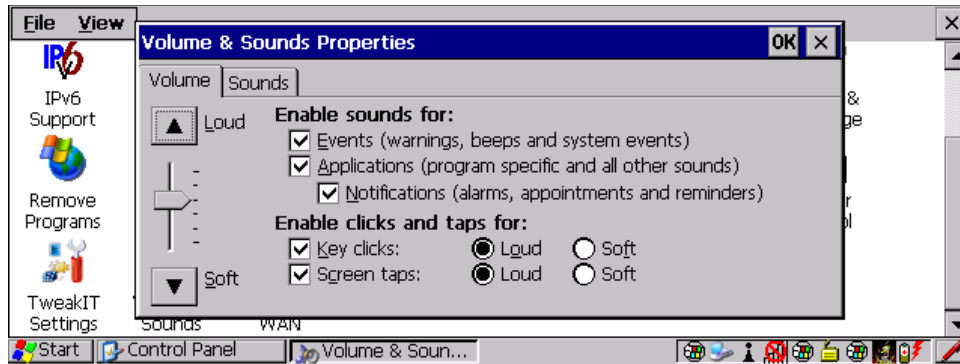 File View
Volume & Sounds Properties OK
Volume Sounds
IPv6
IPv6
Support
Loud
Enable sounds for:
Events (warnings, beeps and system events)
Applications (program specific and all other sounds)
Notifications (alarms, appointments and reminders)
Remove
Programs
Enable clicks and taps for:
Key clicks: Loud Soft
Screen taps: Loud Soft
Soft
&
TweakIT
Settings
Sounds
WAN
Start Control Panel Volume & Soun...